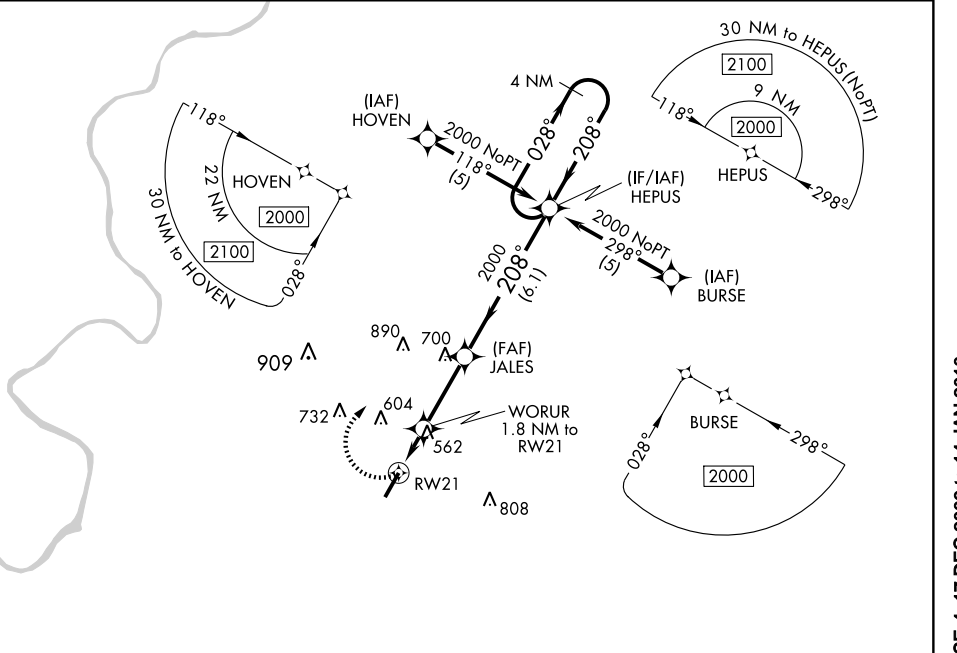 30 NM to HEPUS (NoPT)
2100
9 NM
2000
118°
HEPUS
298°
4 NM
(IAF)
HOVEN
2000 NoPT
118°
(5)
028°
208°
(IF/IAF)
HEPUS
2000 NoPT
298°
(5)
(IAF)
BURSE
118°
HOVEN
22 NM
2000
2100
30 NM to HOVEN
028°
2000
208°
(6.1)
890
700
909
(FAF)
JALES
732
604
WORUR
1.8 NM to
RW21
562
RW21
808
BURSE
028°
298°
2000